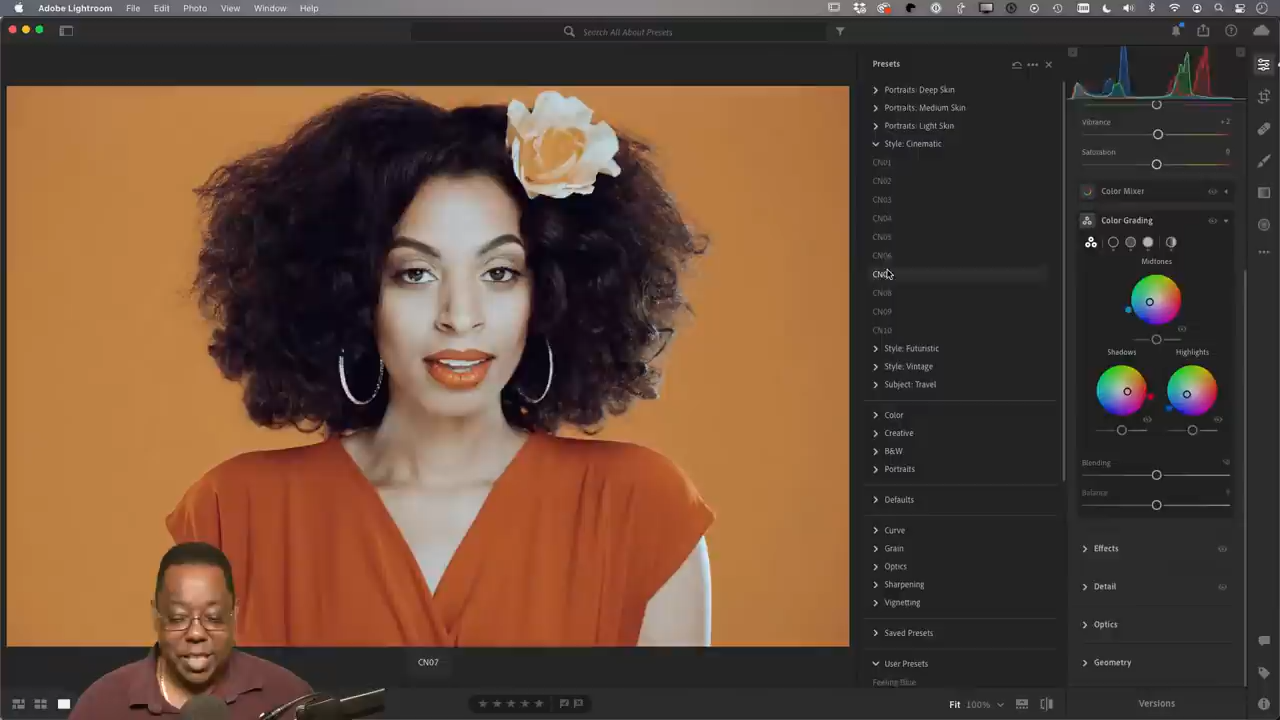 Adobe Lightroom File Edit Photo View Window Help
Search All About Presets
Presets
Portraits: Deep Skin
Portraits: Medium Skin
Portraits: Light Skin
Style: Cinematic
CN01
CN02
CN03
CN04
CN05
CN06
CN08
CN09
CN10
Style: Futuristic
Style: Vintage
Subject: Travel
Color
Creative
B&W
Portraits
Defaults
Curve
Grain
Optics
Sharpening
Vignetting
Saved Presets
User Presets
Feeling Blue
Vibrance + 2
Saturation 0
Color Mixer
Color Grading
Midtones
Shadows Highlights
Blending 50
Balance
Effects
Detail
Optics
Geometry
CN07
Fit 100%
Versions